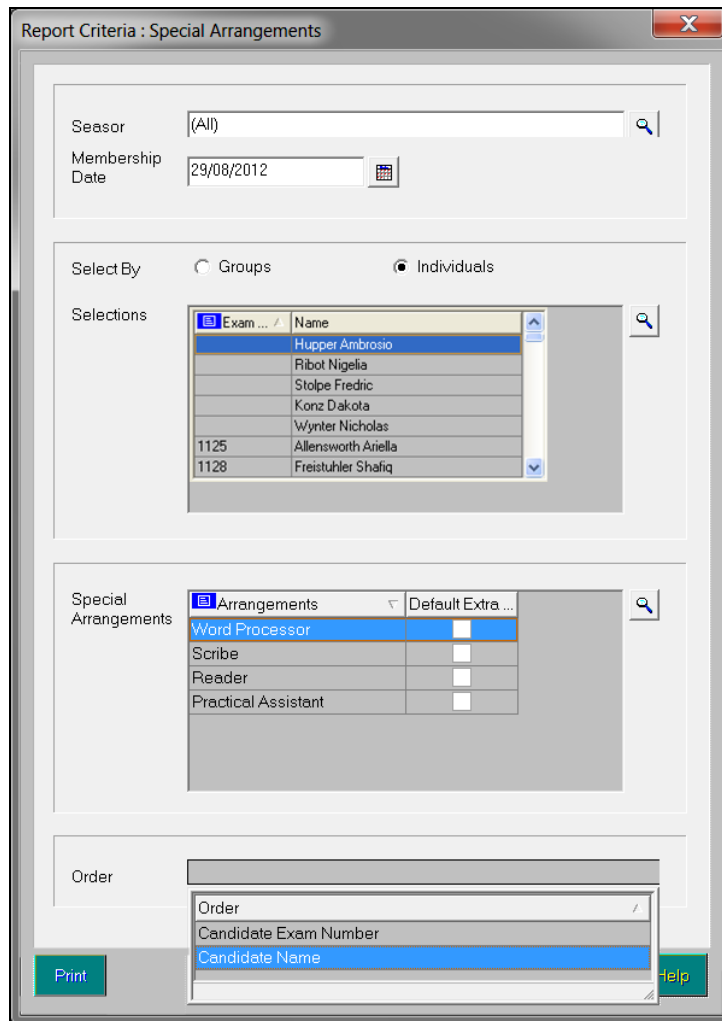 Report Criteria : Special Arrangements
X
Seasor (All)
Membership
Date 29/08/2012
Select By Groups Individuals
Selections
Exam ... Name
Hupper Ambrosio
Ribot Nigelia
Stolpe Fredric
Konz Dakota
Wynter Nicholas
1125 Allensworth Ariella
1128 Freistuhler Shafiq
Special
Arrangements
Arrangements Default Extra ...
Word Processor
Scribe
Reader
Practical Assistant
Order
Order
Candidate Exam Number
Candidate Name
Print Help